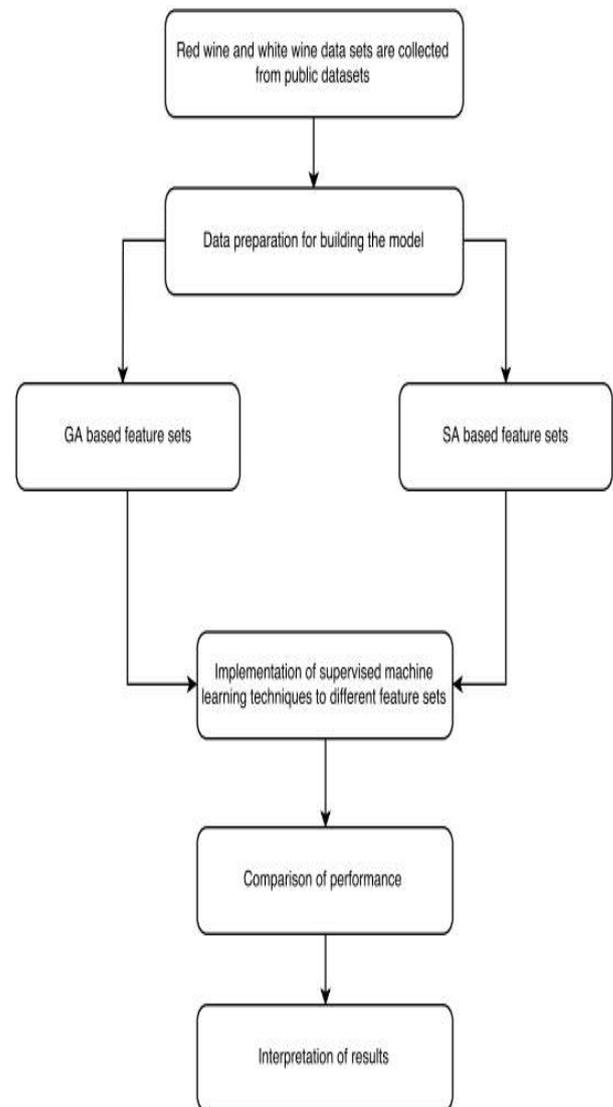 Red wine and white wine data sets are collected
from public datasets
Data preparation for building the model
GA based feature sets
SA based feature sets
Implementation of supervised machine
learning techniques to different feature sets
Comparison of performance
Interpretation of results